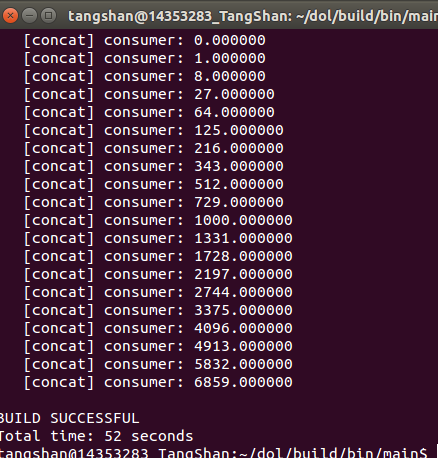 tangshan@14353283_TangShan: ~/dol/build/bin/main
[concat] consumer: 0.000000
[concat] consumer: 1.000000
[concat] consumer: 8.000000
[concat] consumer: 27.000000
[concat] consumer: 64.000000
[concat] consumer: 125.000000
[concat] consumer: 216.000000
[concat] consumer: 343.000000
[concat] consumer: 512.000000
[concat] consumer: 729.000000
[concat] consumer: 1000.000000
[concat] consumer: 1331.000000
[concat] consumer: 1728.000000
[concat] consumer: 2197.000000
[concat] consumer: 2744.000000
[concat] consumer: 3375.000000
[concat] consumer: 4096.000000
[concat] consumer: 4913.000000
[concat] consumer: 5832.000000
[concat] consumer: 6859.000000
BUILD SUCCESSFUL
Total time: 52 seconds
tangshan@14353283_TangShan:~/dol/build/bin/main$